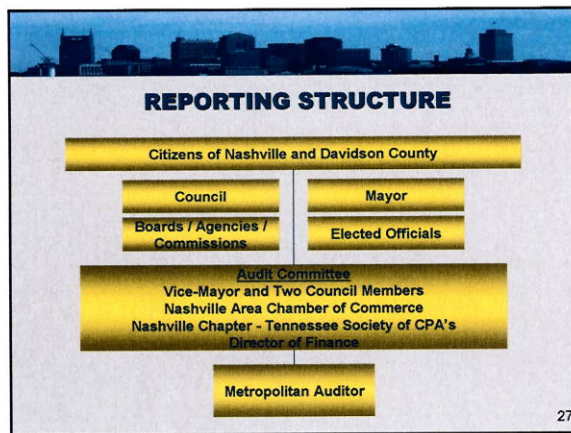 REPORTING STRUCTURE
Citizens of Nashville and Davidson County
Council
Mayor
Boards / Agencies /
Commissions
Elected Officials
Audit Committee
Vice-Mayor and Two Council Members
Nashville Area Chamber of Commerce
Nashville Chapter - Tennessee Society of CPA's
Director of Finance
Metropolitan Auditor
27